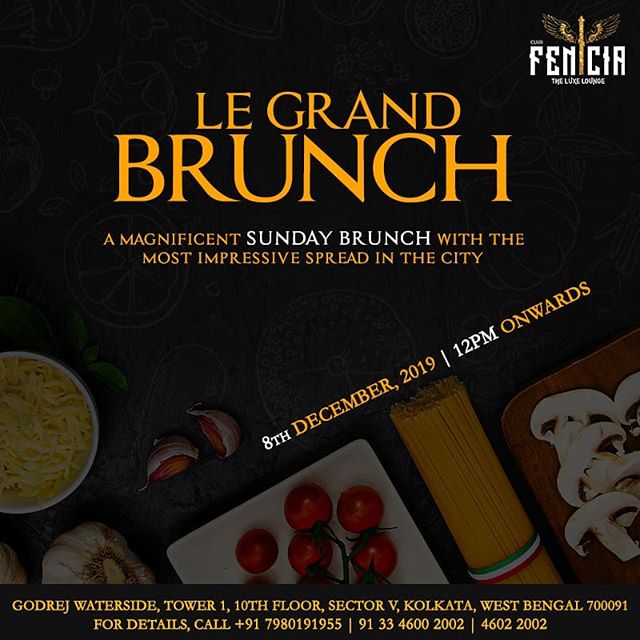 CLUB
FENICIA
THE LUXE LOUNGE
LE GRAND
BRUNCH
A MAGNIFICENT SUNDAY BRUNCH WITH THE
MOST IMPRESSIVE SPREAD IN THE CITY
8TH DECEMBER, 2019 | 12PM ONWARDS
GODREJ WATERSIDE, TOWER 1, 10TH FLOOR, SECTOR V, KOLKATA, WEST BENGAL 700091
FOR DETAILS, CALL +91 7980191955 | 91 33 4600 2002 | 4602 2002